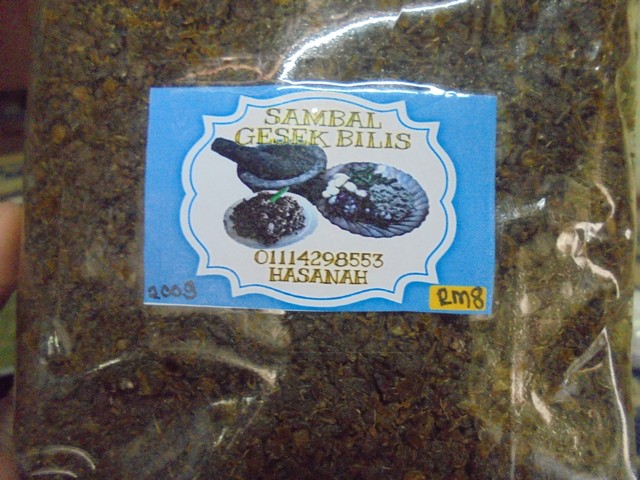 SAMBAL
GESEK BILIS
01114298553
HASANAH
200g
RM8